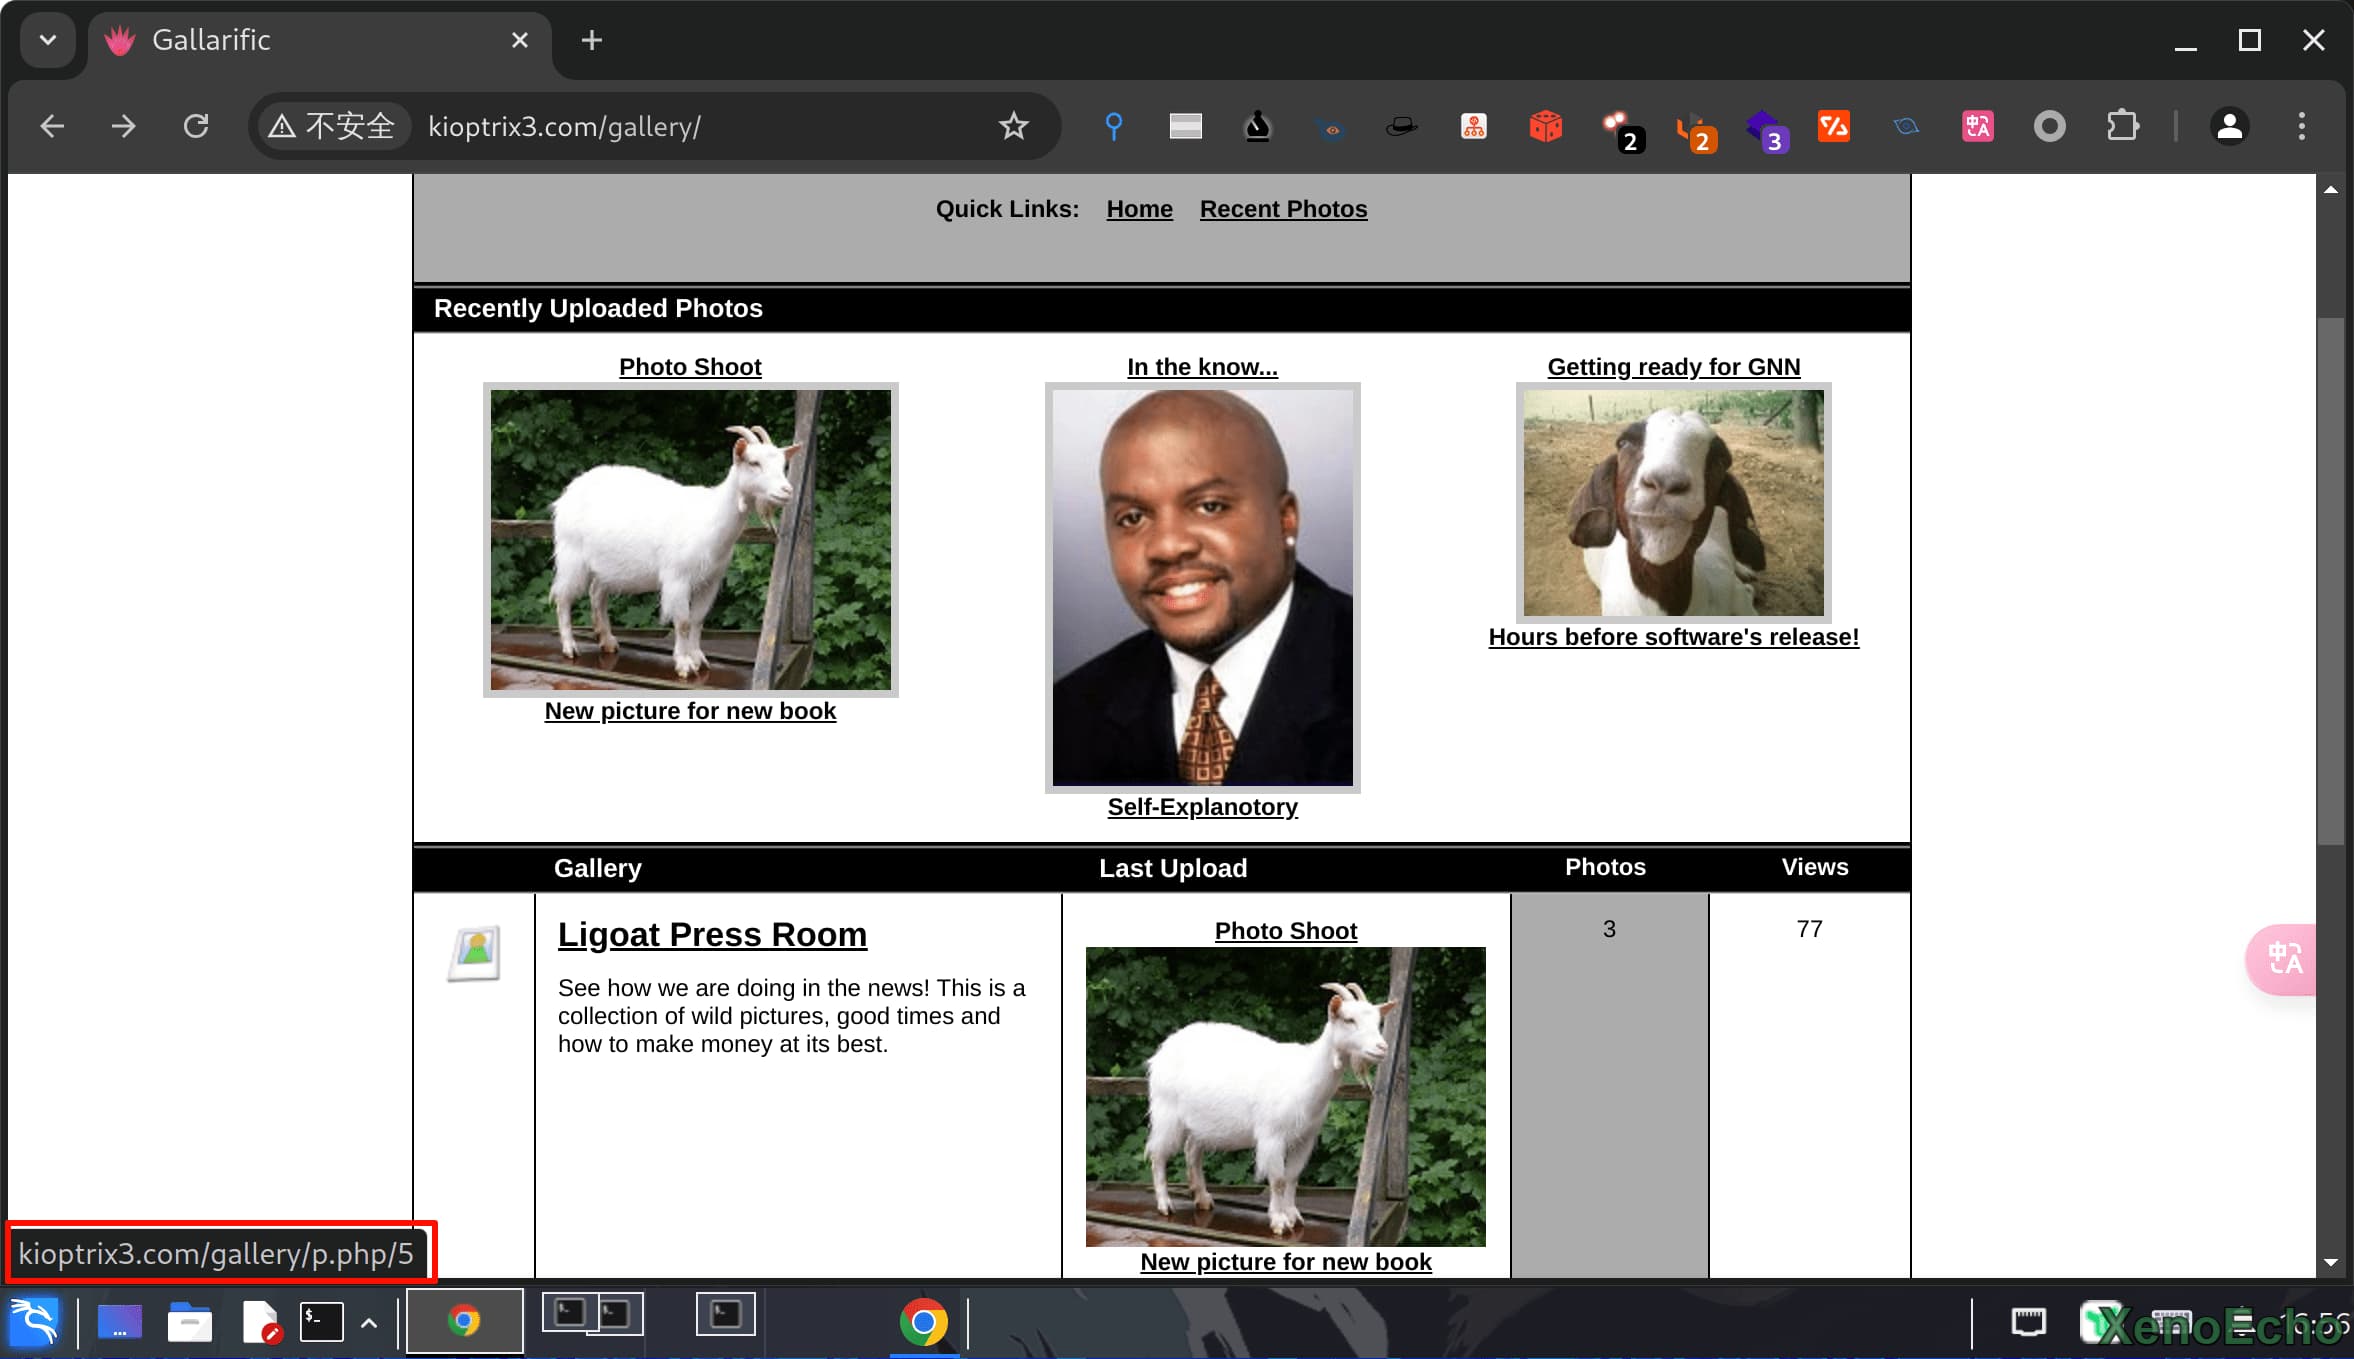 Gallarific
不安全
kioptrix3.com/gallery/
2
2
3
Quick Links: Home Recent Photos
Recently Uploaded Photos
Photo Shoot
In the know...
Getting ready for GNN
Hours before software's release!
New picture for new book
Self-Explanotory
Gallery Last Upload Photos Views
Ligoat Press Room
Photo Shoot
3
77
See how we are doing in the news! This is a
collection of wild pictures, good times and
how to make money at its best.
New picture for new book
kioptrix3.com/gallery/p.php/5
XenoEcho
16:56